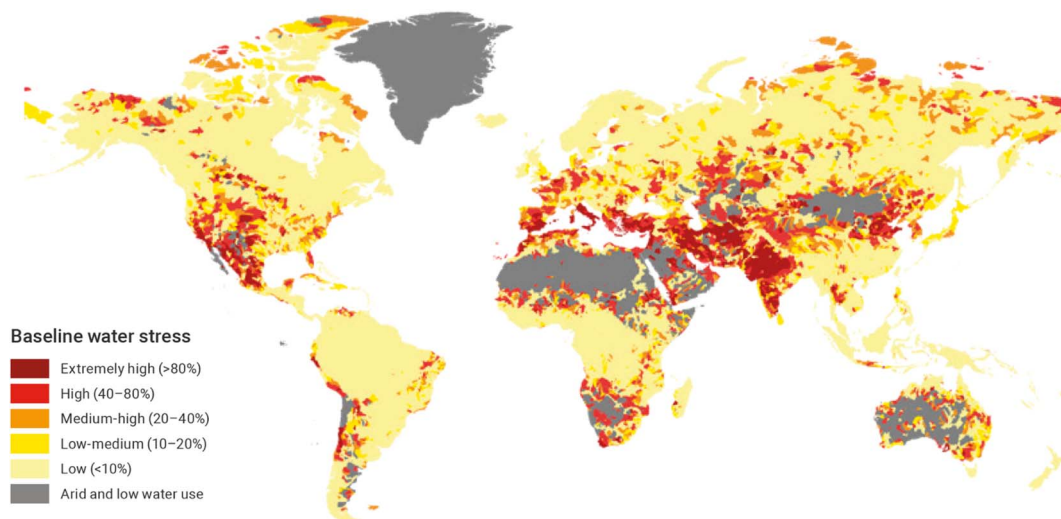 Baseline water stress
Extremely high (>80%)
High (40–80%)
Medium-high (20–40%)
Low-medium (10–20%)
Low (<10%)
Arid and low water use